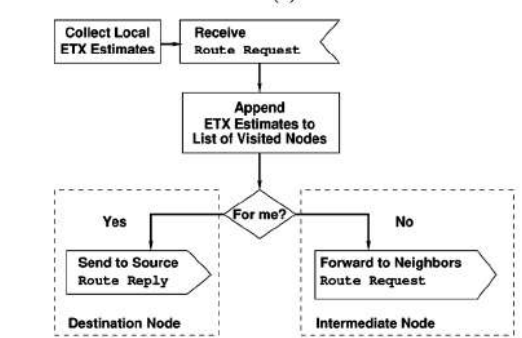 Collect Local
ETX Estimates
Receive
Route Request
Append
ETX Estimates to
List of Visited Nodes
For me?
Yes
No
Send to Source
Route Reply
Forward to Neighbors
Route Request
Destination Node
Intermediate Node